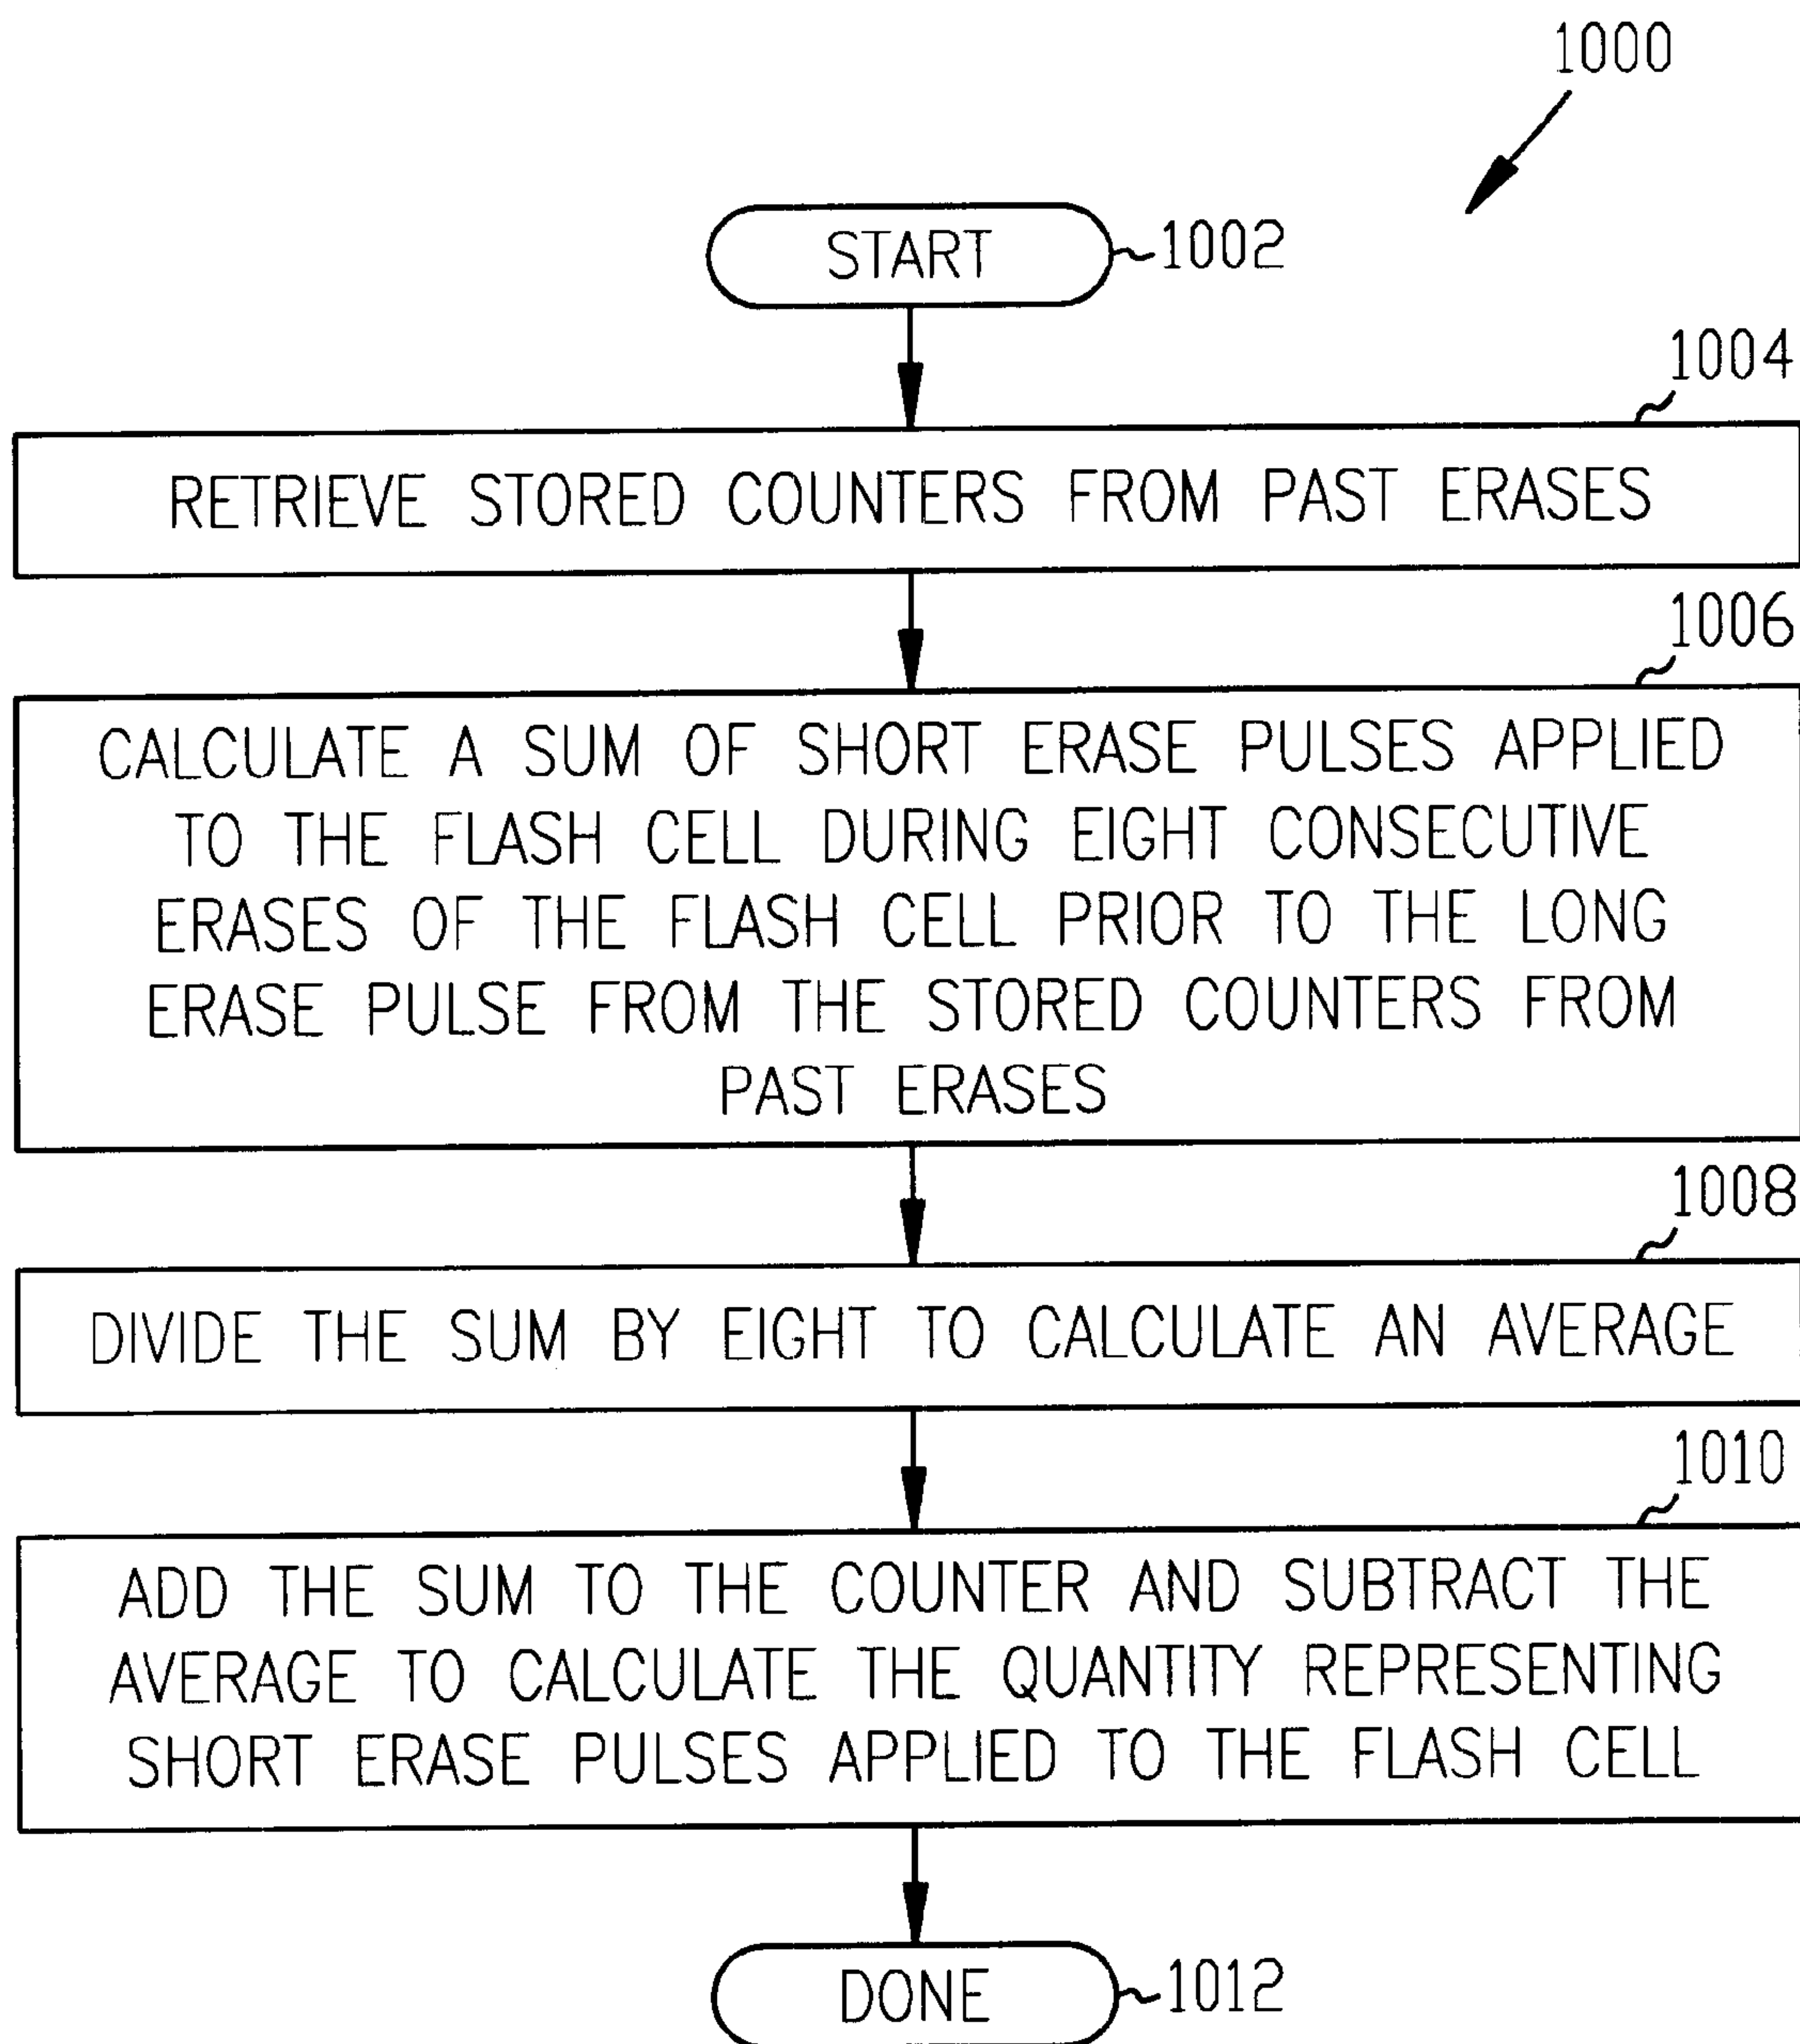 1000
START
1002
1004
RETRIEVE STORED COUNTERS FROM PAST ERASES
1006
CALCULATE A SUM OF SHORT ERASE PULSES APPLIED
TO THE FLASH CELL DURING EIGHT CONSECUTIVE
ERASES OF THE FLASH CELL PRIOR TO THE LONG
ERASE PULSE FROM THE STORED COUNTERS FROM
PAST ERASES
1008
DIVIDE THE SUM BY EIGHT TO CALCULATE AN AVERAGE
1010
ADD THE SUM TO THE COUNTER AND SUBTRACT THE
AVERAGE TO CALCULATE THE QUANTITY REPRESENTING
SHORT ERASE PULSES APPLIED TO THE FLASH CELL
DONE
1012